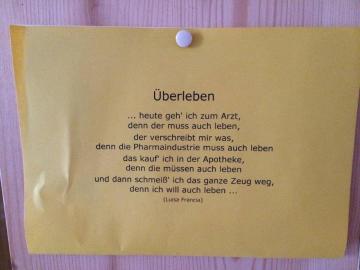 Überleben
... heute geh' ich zum Arzt,
denn der muss auch leben,
der verschreibt mir was,
denn die Pharmaindustrie muss auch leben
das kauf' ich in der Apotheke,
denn die müssen auch leben
und dann schmeiß' ich das ganze Zeug weg,
denn ich will auch leben ...
(Luisa Francia)